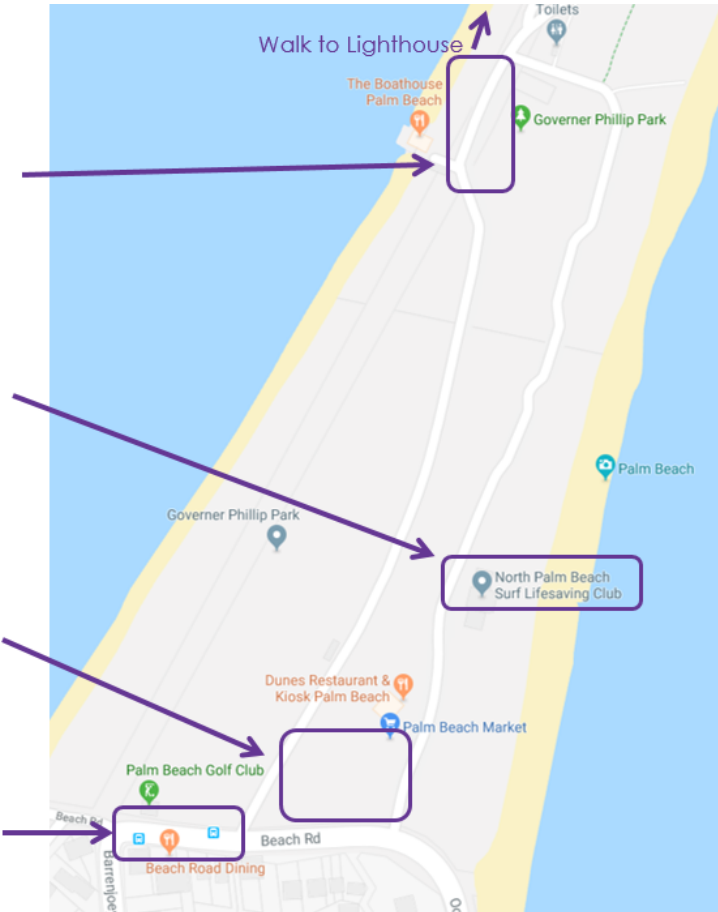 Toilets
Walk to Lighthouse
The Boathouse
Palm Beach
Governer Phillip Park
Palm Beach
Governer Phillip Park
North Palm Beach
Surf Lifesaving Club
Dunes Restaurant &
Kiosk Palm Beach
Palm Beach Market
Palm Beach Golf Club
Beach Rd
Beach Rd
Beach Road Dining